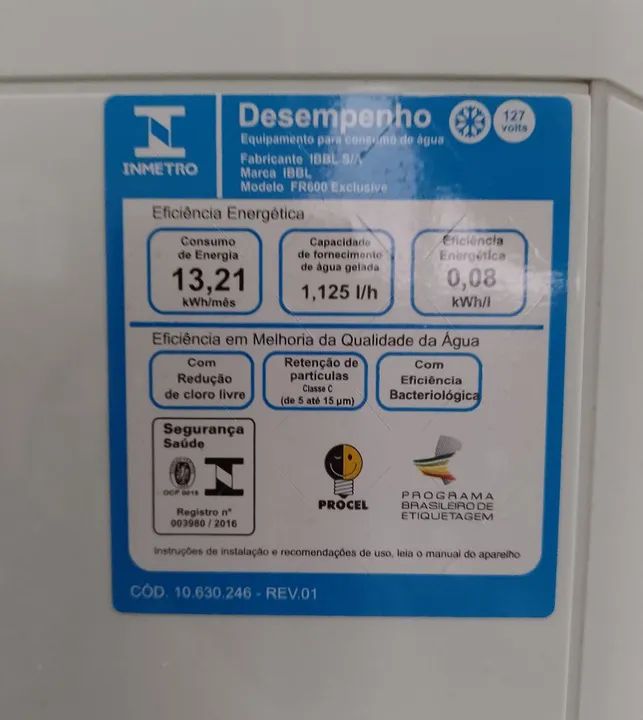 INMETRO
Desempenho
127
volts
Equipamento para consumo de água
Fabricante IBBL S/A
Marca IBBL
Modelo FR600 Exclusive
Eficiência Energética
Consumo
de Energia
13,21
kWh/mês
Capacidade
de fornecimento
de água gelada
1,125 l/h
Eficiência
Energética
0,08
kWh/l
Eficiência em Melhoria da Qualidade da Água
Com
Redução
de cloro livre
Retenção de
partículas
Classe C
(de 5 até 15 µm)
Com
Eficiência
Bacteriológica
Segurança
Saúde
OCP 0018
Registro nº
003980 / 2016
PROCEL
PROGRAMA
BRASILEIRO DE
ETIQUETAGEM
Instruções de instalação e recomendações de uso, leia o manual do aparelho
CÓD. 10.630.246 - REV.01